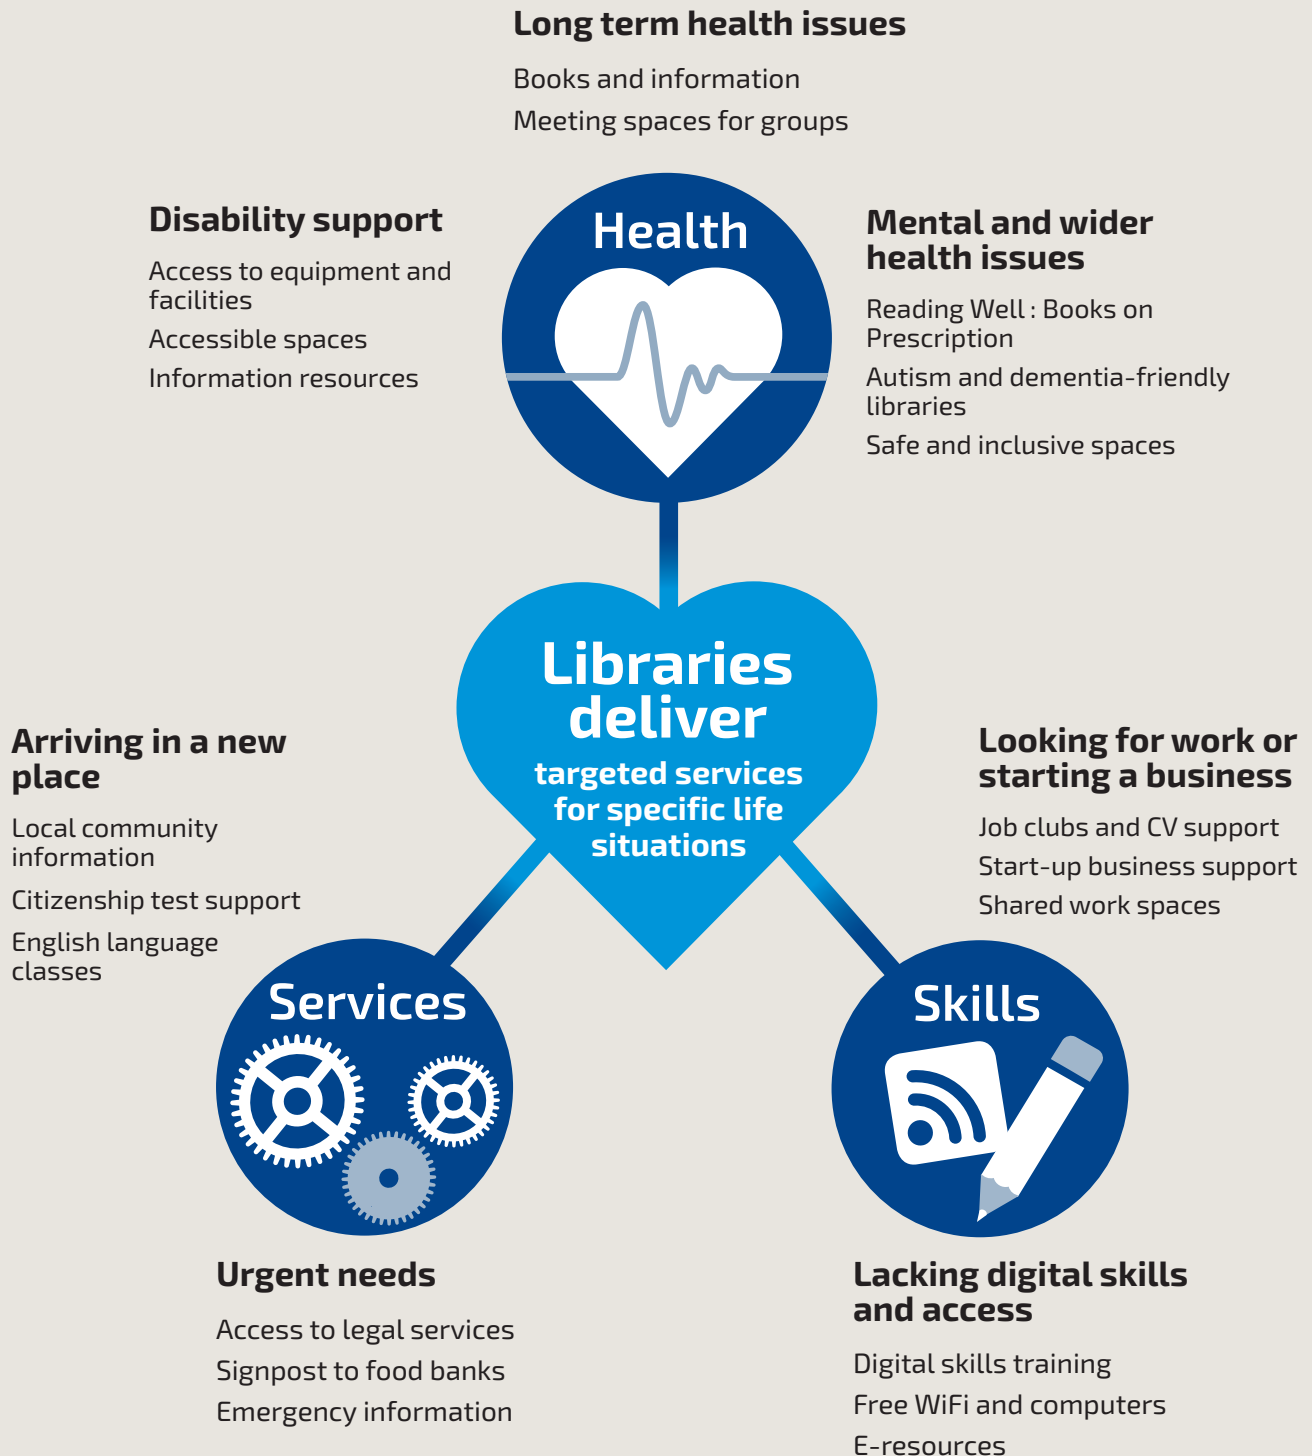 Long term health issues
Books and information
Meeting spaces for groups
Disability support
Access to equipment and
facilities
Accessible spaces
Information resources
Health
Mental and wider
health issues
Reading Well : Books on
Prescription
Autism and dementia-friendly
libraries
Safe and inclusive spaces
Libraries
deliver
targeted services
for specific life
situations
Arriving in a new
place
Local community
information
Citizenship test support
English language
classes
Looking for work or
starting a business
Job clubs and CV support
Start-up business support
Shared work spaces
Services
Skills
Urgent needs
Access to legal services
Signpost to food banks
Emergency information
Lacking digital skills
and access
Digital skills training
Free WiFi and computers
E-resources